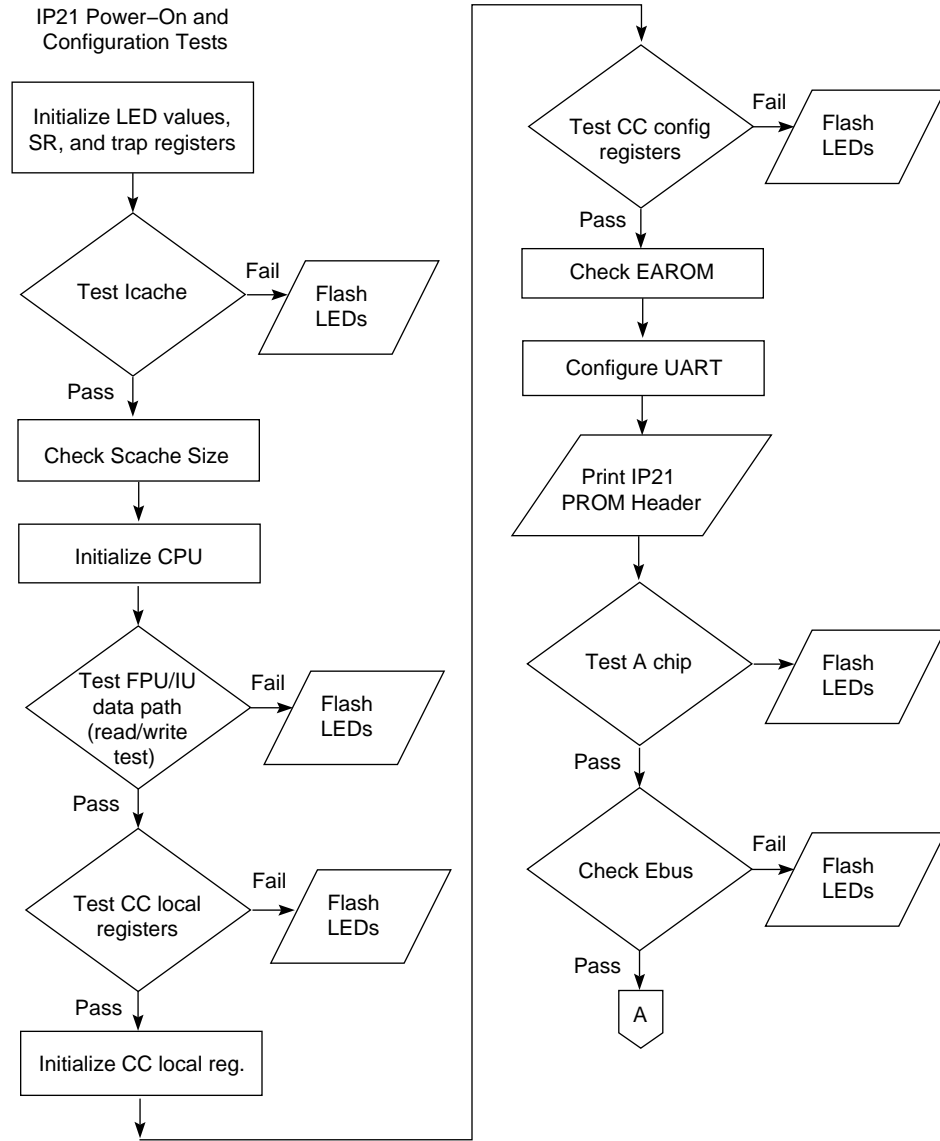 IP21 Power–On and
Configuration Tests
Initialize LED values,
SR, and trap registers
Test Icache
Fail
Flash
LEDs
Pass
Check Scache Size
Initialize CPU
Test FPU/IU
data path
(read/write
test)
Fail
Flash
LEDs
Pass
Test CC local
registers
Fail
Flash
LEDs
Pass
Initialize CC local reg.
Test CC config
registers
Fail
Flash
LEDs
Pass
Check EAROM
Configure UART
Print IP21
PROM Header
Test A chip
Flash
LEDs
Pass
Check Ebus
Fail
Flash
LEDs
Pass
A